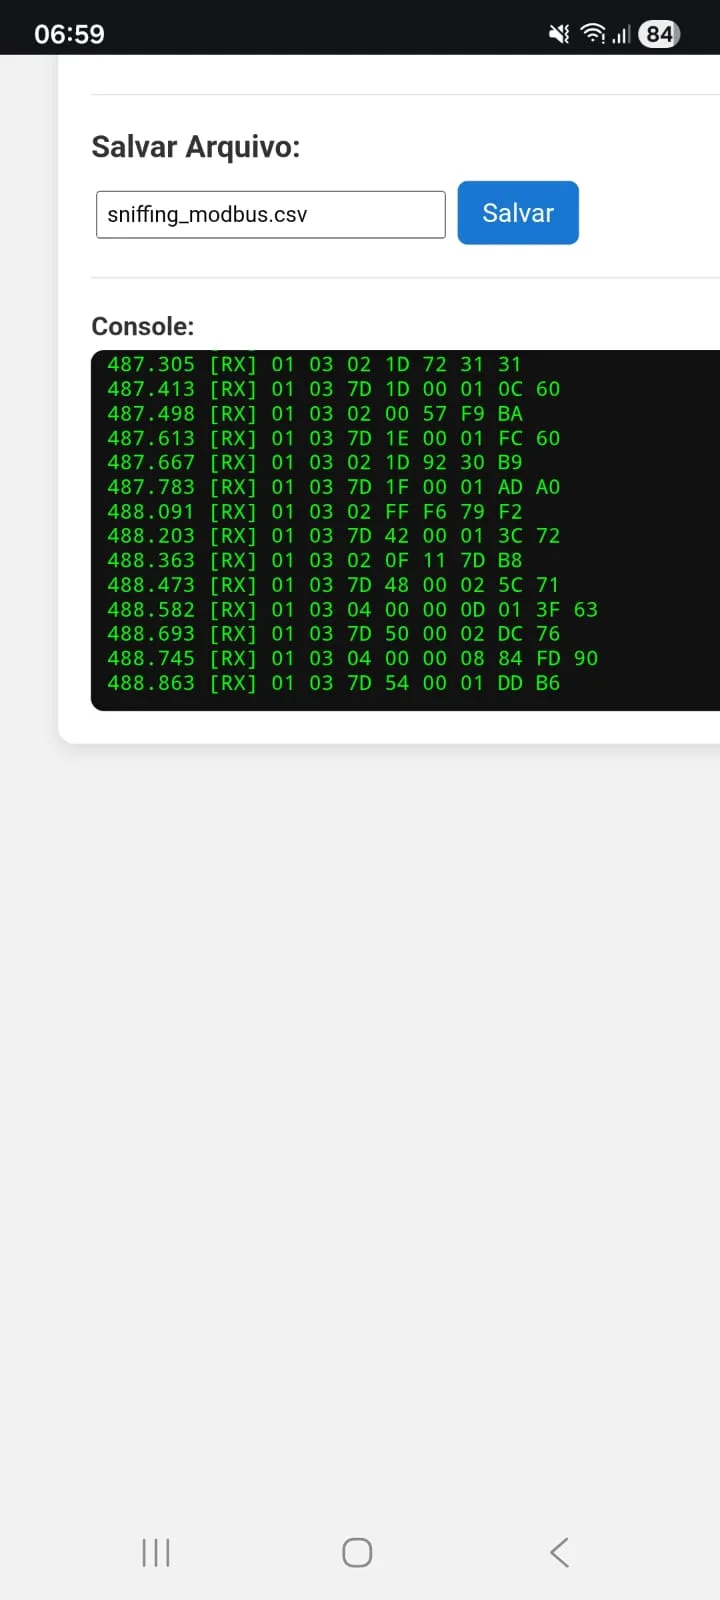 06:59
84
Salvar Arquivo:
sniffing_modbus.csv
Salvar
Console:
487.305 [RX] 01 03 02 1D 72 31 31
487.413 [RX] 01 03 7D 1D 00 01 0C 60
487.498 [RX] 01 03 02 00 57 F9 BA
487.613 [RX] 01 03 7D 1E 00 01 FC 60
487.667 [RX] 01 03 02 1D 92 30 B9
487.783 [RX] 01 03 7D 1F 00 01 AD A0
488.091 [RX] 01 03 02 FF F6 79 F2
488.203 [RX] 01 03 7D 42 00 01 3C 72
488.363 [RX] 01 03 02 0F 11 7D B8
488.473 [RX] 01 03 7D 48 00 02 5C 71
488.582 [RX] 01 03 04 00 00 0D 01 3F 63
488.693 [RX] 01 03 7D 50 00 02 DC 76
488.745 [RX] 01 03 04 00 00 08 84 FD 90
488.863 [RX] 01 03 7D 54 00 01 DD B6